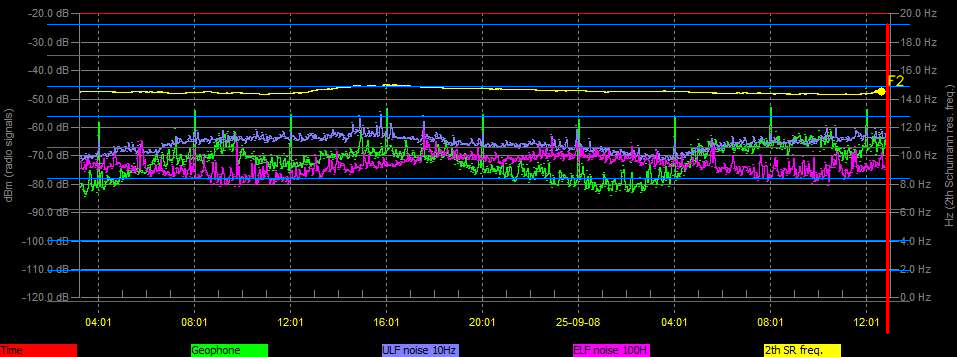 -20.0 dB 20.0 Hz
-30.0 dB 18.0 Hz
-40.0 dB 16.0 Hz
F2
-50.0 dB 14.0 Hz
-60.0 dB 12.0 Hz
-70.0 dB 10.0 Hz
-80.0 dB 8.0 Hz
-90.0 dB 6.0 Hz
-100.0 dB 4.0 Hz
-110.0 dB 2.0 Hz
-120.0 dB 0.0 Hz
dBm (radio signals)
Hz (2th Schumann res. freq.)
04:01 08:01 12:01 16:01 20:01 25-09-08 04:01 08:01 12:01
Time Geophone ULF noise 10Hz ELF noise 100H 2th SR freq.